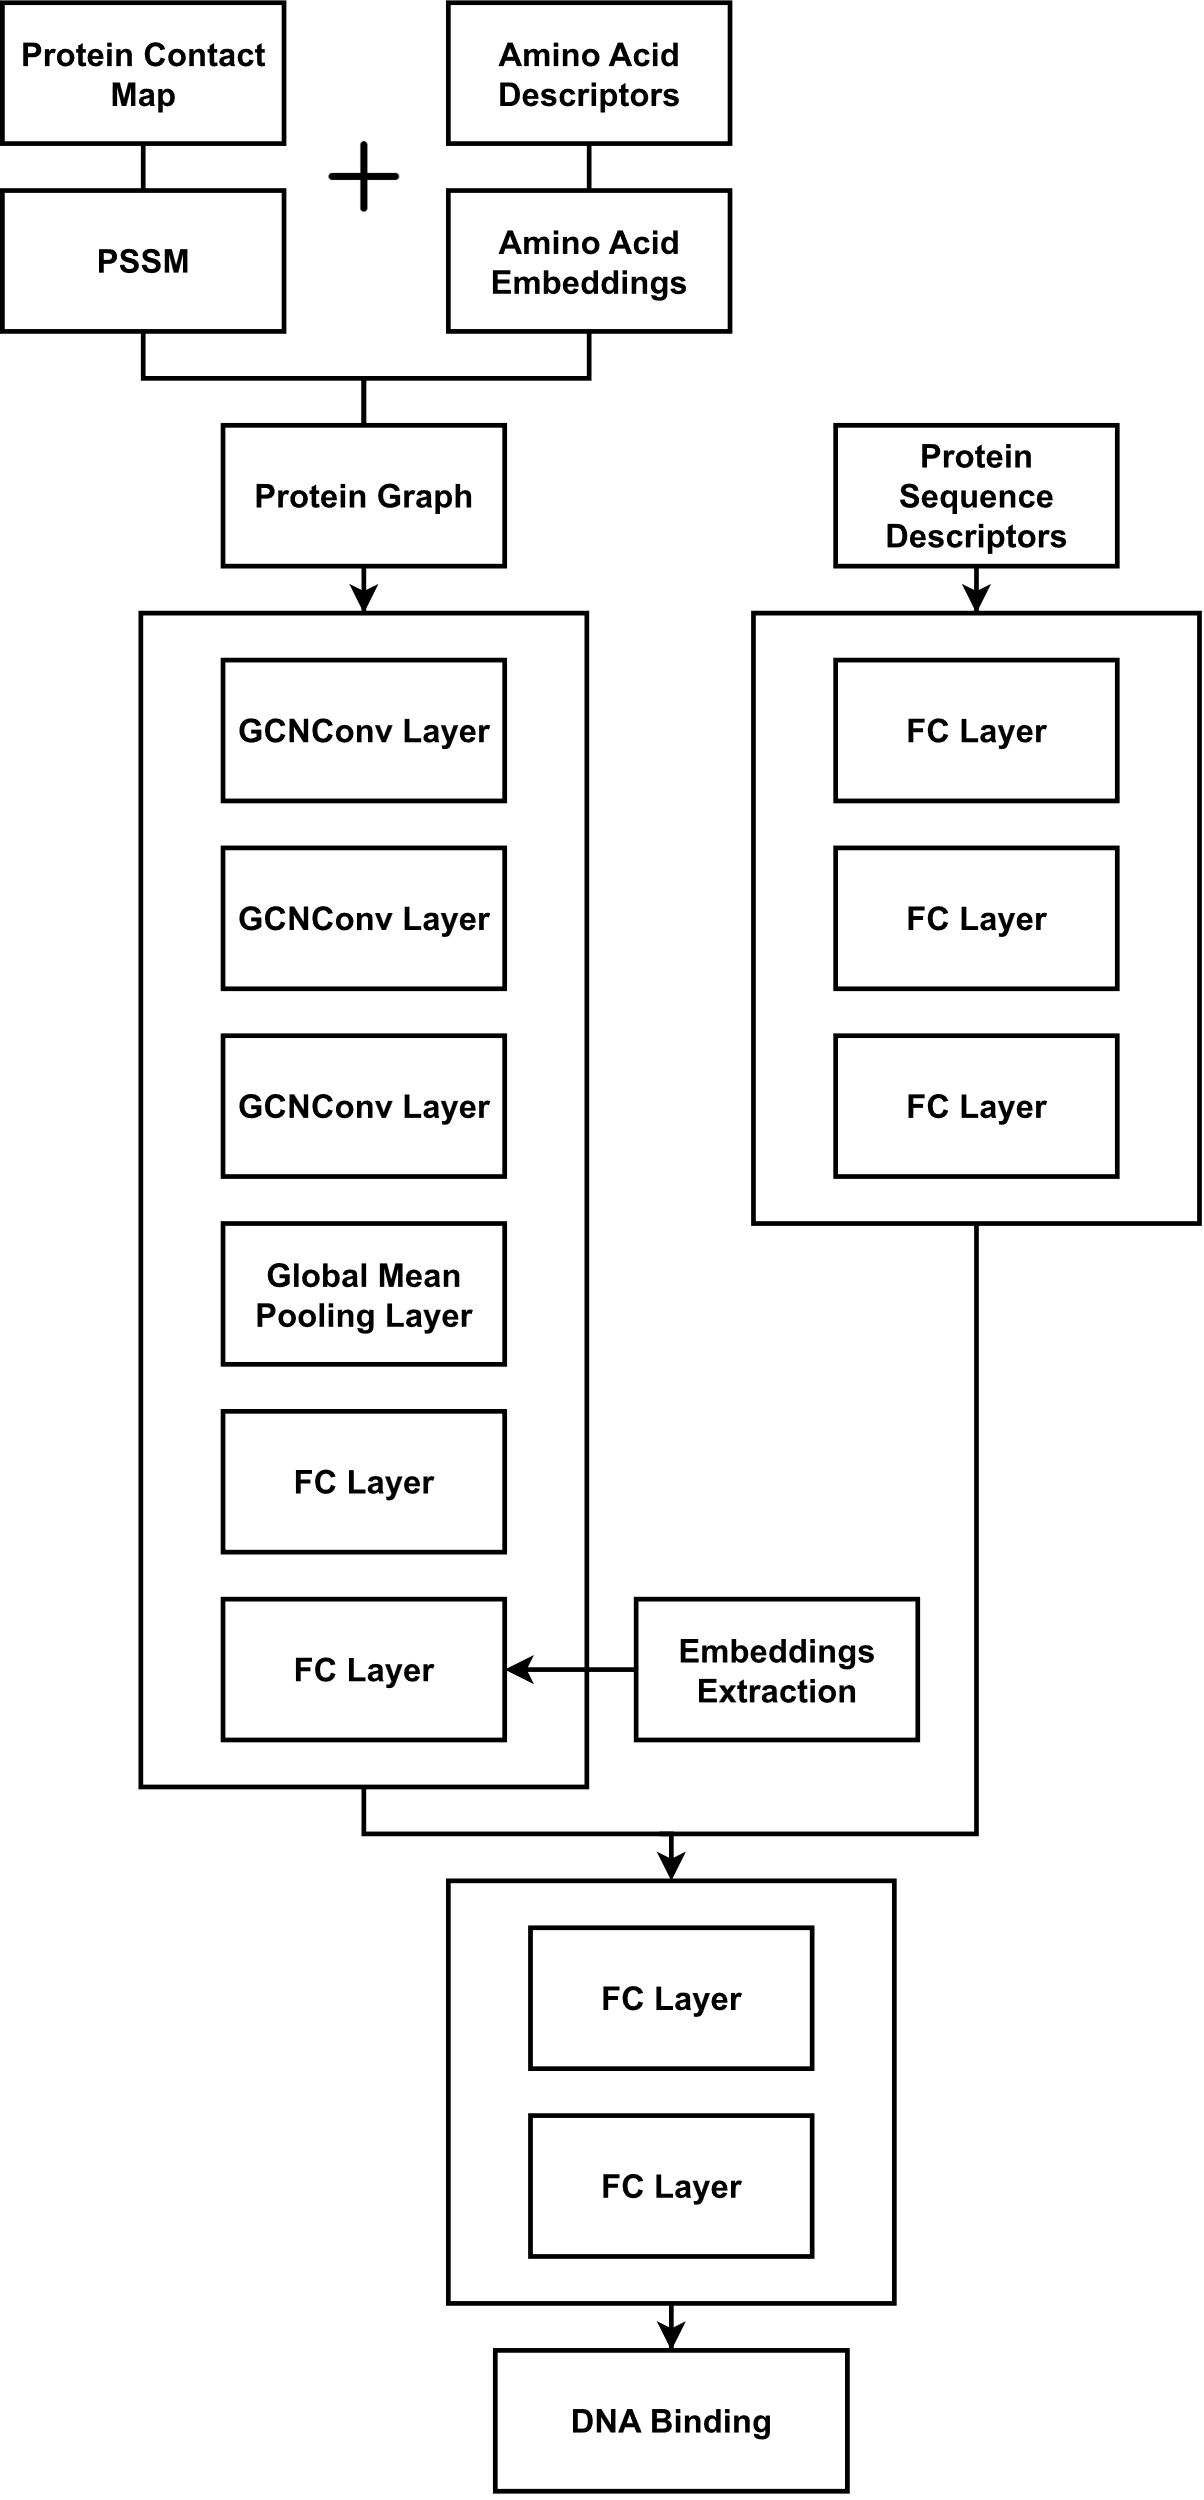 Protein Contact
Map
Amino Acid
Descriptors
PSSM
Amino Acid
Embeddings
Protein Graph
Protein
Sequence
Descriptors
GCNConv Layer
GCNConv Layer
GCNConv Layer
Global Mean
Pooling Layer
FC Layer
FC Layer
FC Layer
FC Layer
FC Layer
Embeddings
Extraction
FC Layer
FC Layer
DNA Binding